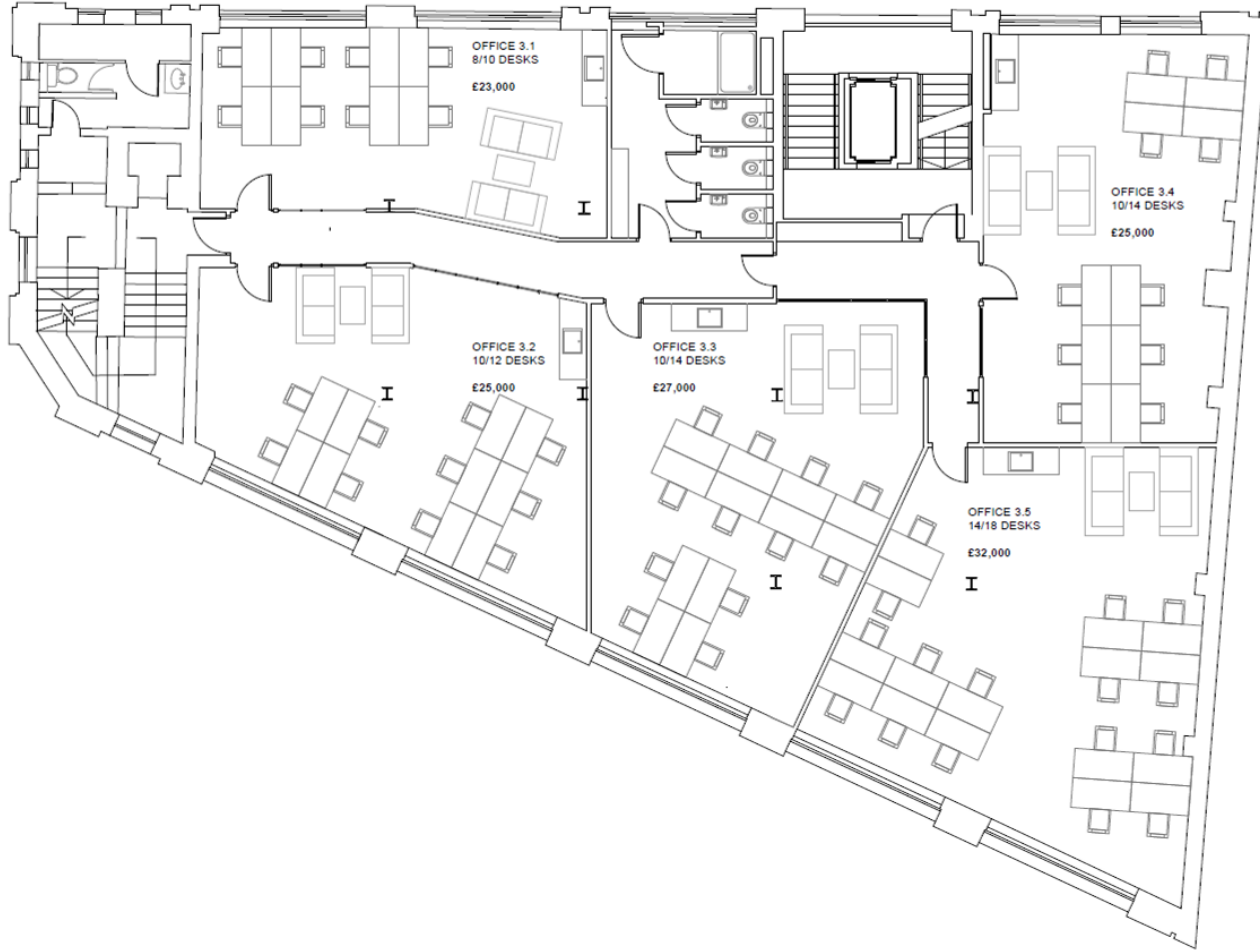 OFFICE 3.1
8/10 DESKS
£23,000
OFFICE 3.4
10/14 DESKS
£25,000
OFFICE 3.2
10/12 DESKS
£25,000
OFFICE 3.3
10/14 DESKS
£27,000
OFFICE 3.5
14/18 DESKS
£32,000